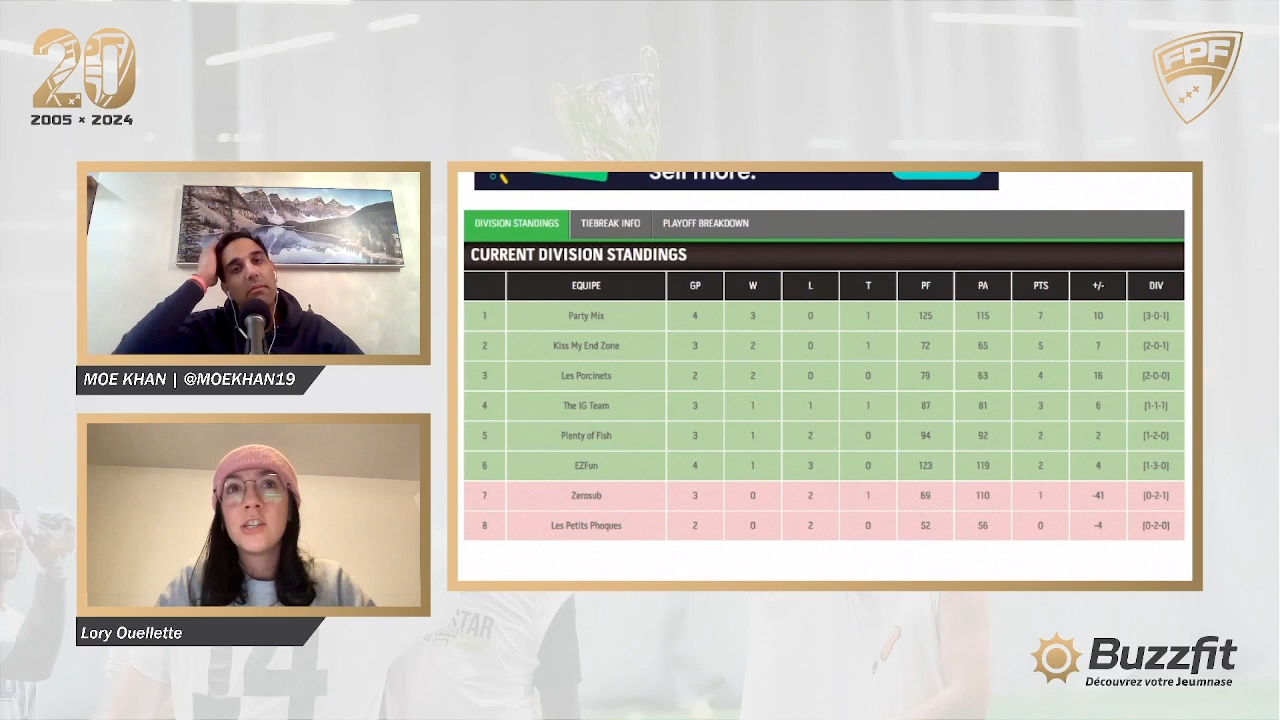 20
2005 × 2024
FPF
MOE KHAN | @MOEKHAN19
Lory Ouellette
Sell more.
DIVISION STANDINGS TIEBREAK INFO PLAYOFF BREAKDOWN
CURRENT DIVISION STANDINGS
EQUIPE GP W L T PF PA PTS +/- DIV
1 Party Mix 4 3 0 1 125 115 7 10 [3-0-1]
2 Kiss My End Zone 3 2 0 1 72 65 5 7 [2-0-1]
3 Les Porcinets 2 2 0 0 79 63 4 16 [2-0-0]
4 The IG Team 3 1 1 1 87 81 3 6 [1-1-1]
5 Plenty of Fish 3 1 2 0 94 92 2 2 [1-2-0]
6 EZFun 4 1 3 0 123 119 2 4 [1-3-0]
7 Zerosub 3 0 2 1 69 110 1 -41 [0-2-1]
8 Les Petits Phoques 2 0 2 0 52 56 0 -4 [0-2-0]
STAR
14
Buzzfit
Découvrez votre Jeumnase